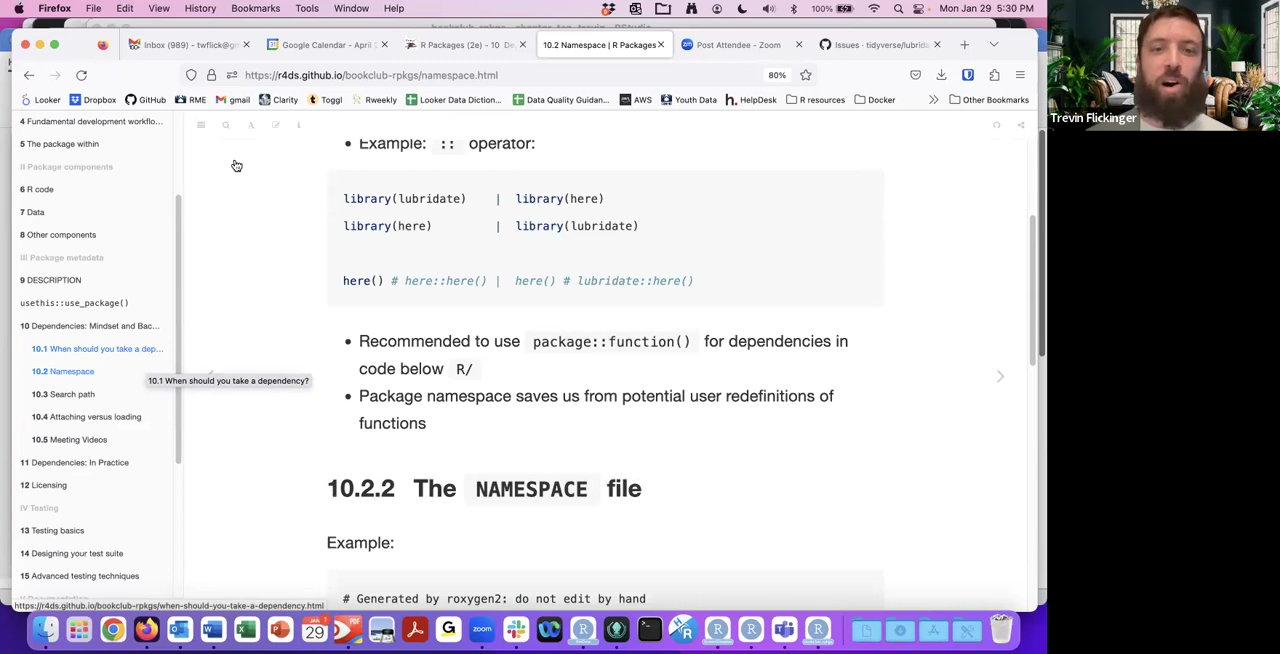 Firefox File Edit View History Bookmarks Tools Window Help 100% Mon Jan 29 5:30 PM
Inbox (989) - twflick@gm
Google Calendar - April
R Packages (2e) - 10 De
10.2 Namespace | R Packages
Post Attendee - Zoom
Issues · tidyverse/lubrida
https://r4ds.github.io/bookclub-rpkgs/namespace.html
80%
Looker Dropbox GitHub RME gmail Clarity Toggl Rweekly Looker Data Diction... Data Quality Guidan... AWS Youth Data HelpDesk R resources Docker Other Bookmarks
Trevin Flickinger
4 Fundamental development workflo...
5 The package within
II Package components
6 R code
7 Data
8 Other components
III Package metadata
9 DESCRIPTION
usethis::use_package()
10 Dependencies: Mindset and Bac...
10.1 When should you take a dep...
10.2 Namespace
10.1 When should you take a dependency?
10.3 Search path
10.4 Attaching versus loading
10.5 Meeting Videos
11 Dependencies: In Practice
12 Licensing
IV Testing
13 Testing basics
14 Designing your test suite
15 Advanced testing techniques
https://r4ds.github.io/bookclub-rpkgs/when-should-you-take-a-dependency.html
• Example: :: operator:
library(lubridate) | library(here)
library(here) | library(lubridate)
here() # here::here() | here() # lubridate::here()
• Recommended to use package::function() for dependencies in
code below R/
• Package namespace saves us from potential user redefinitions of
functions
10.2.2 The NAMESPACE file
Example:
# Generated by roxygen2: do not edit by hand
JAN
29
zoom